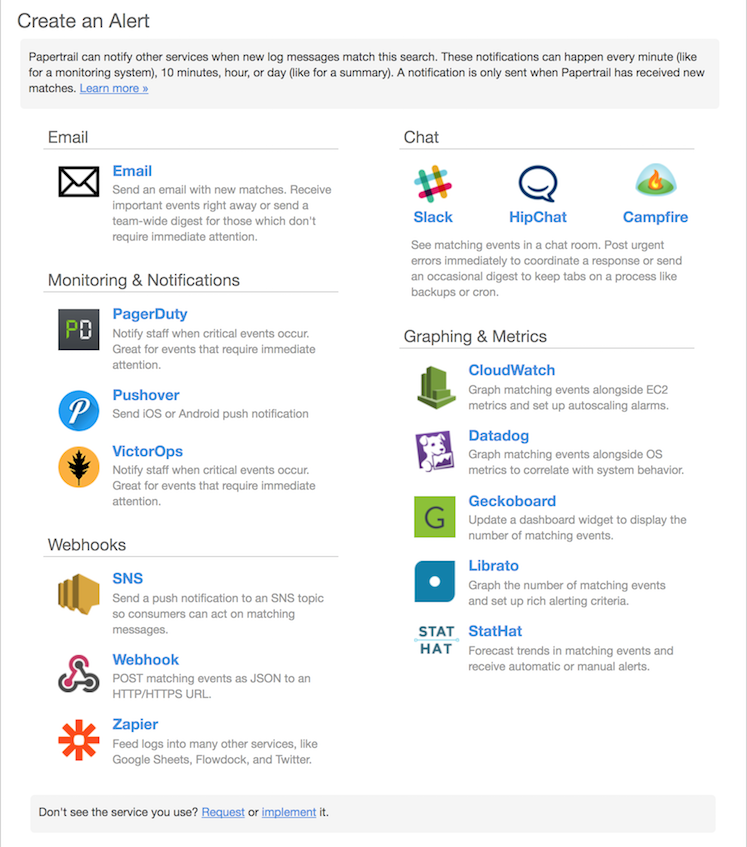 Create an Alert
Papertrail can notify other services when new log messages match this search. These notifications can happen every minute (like
for a monitoring system), 10 minutes, hour, or day (like for a summary). A notification is only sent when Papertrail has received new
matches. Learn more »
Email
Email
Send an email with new matches. Receive
important events right away or send a
team-wide digest for those which don't
require immediate attention.
Monitoring & Notifications
PD
PagerDuty
Notify staff when critical events occur.
Great for events that require immediate
attention.
Pushover
Send iOS or Android push notification
VictorOps
Notify staff when critical events occur.
Great for events that require immediate
attention.
Webhooks
SNS
Send a push notification to an SNS topic
so consumers can act on matching
messages.
Webhook
POST matching events as JSON to an
HTTP/HTTPS URL.
Zapier
Feed logs into many other services, like
Google Sheets, Flowdock, and Twitter.
Chat
Slack HipChat Campfire
See matching events in a chat room. Post urgent
errors immediately to coordinate a response or send
an occasional digest to keep tabs on a process like
backups or cron.
Graphing & Metrics
CloudWatch
Graph matching events alongside EC2
metrics and set up autoscaling alarms.
Datadog
Graph matching events alongside OS
metrics to correlate with system behavior.
G
Geckoboard
Update a dashboard widget to display the
number of matching events.
Librato
Graph the number of matching events
and set up rich alerting criteria.
STAT
HAT
StatHat
Forecast trends in matching events and
receive automatic or manual alerts.
Don't see the service you use? Request or implement it.